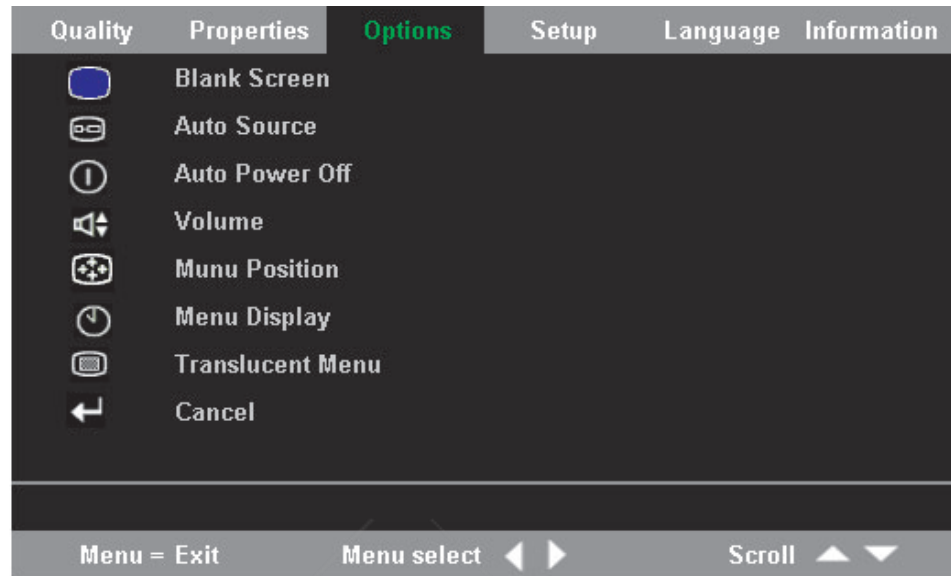 Quality Properties Options Setup Language Information
Blank Screen
Auto Source
Auto Power Off
Volume
Munu Position
Menu Display
Translucent Menu
Cancel
Menu = Exit Menu select Scroll